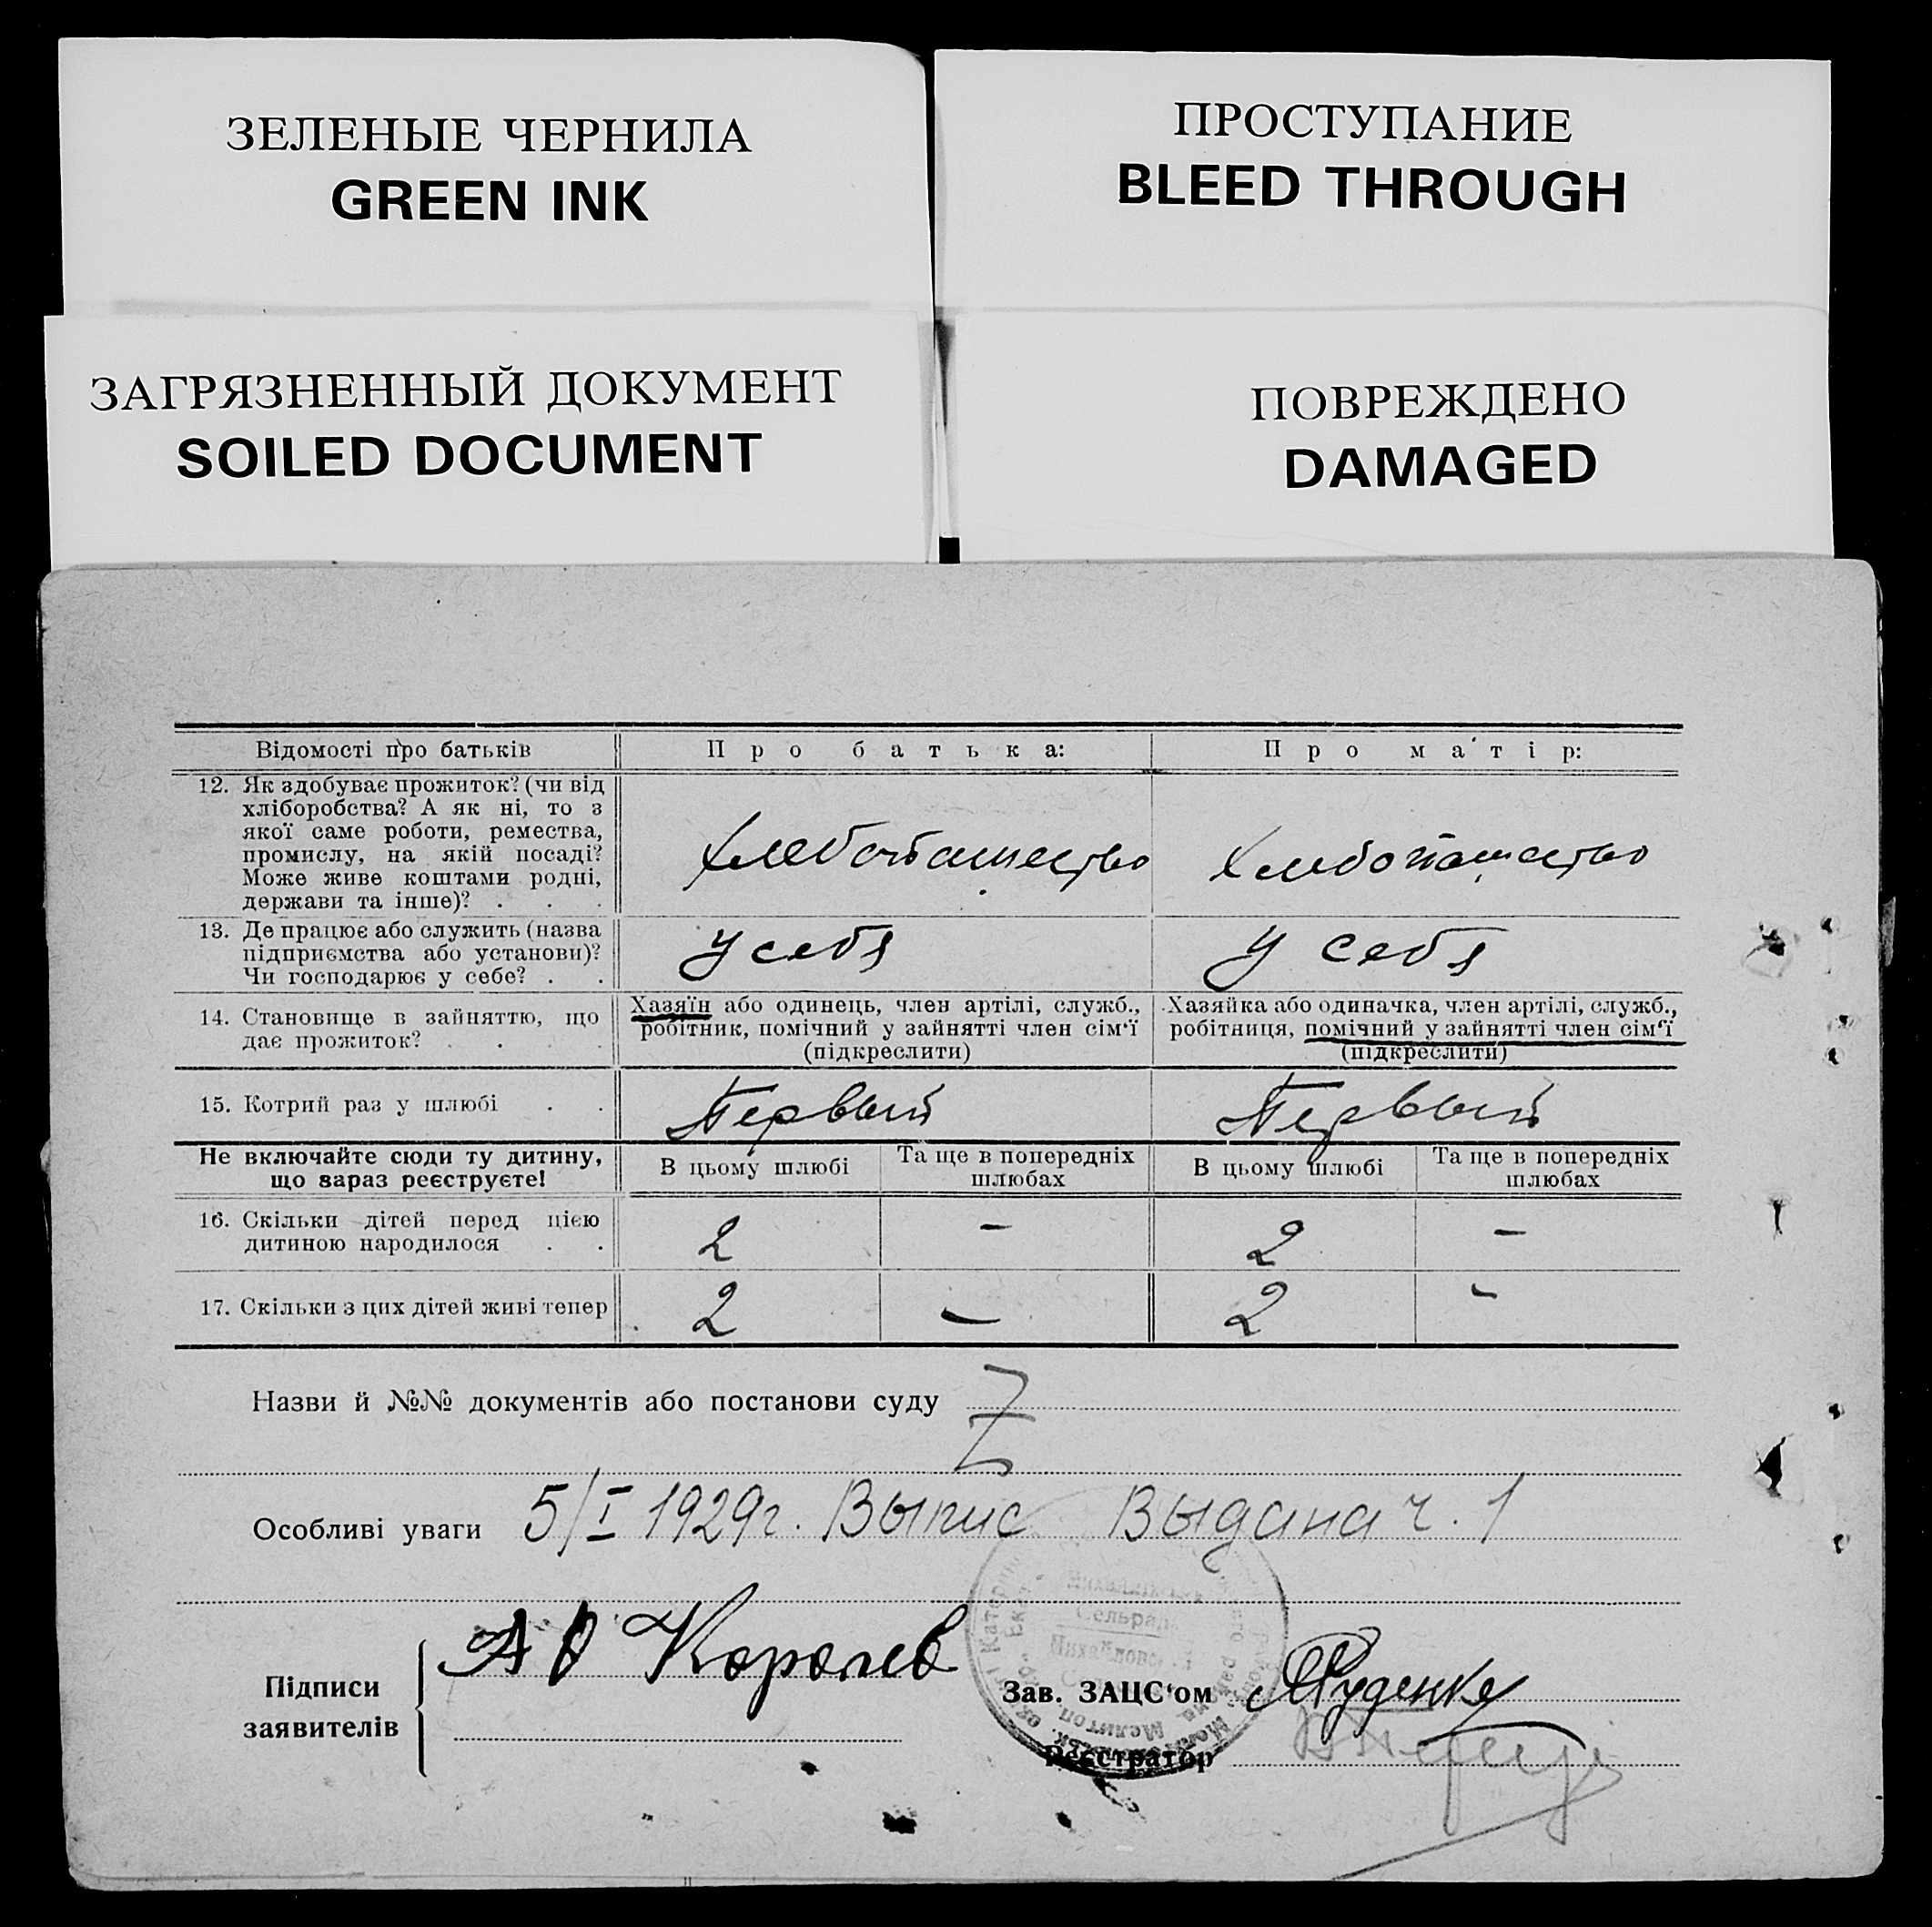 ЗЕЛЕНЫЕ ЧЕРНИЛА
GREEN INK
ПРОСТУПАНИЕ
BLEED THROUGH
ЗАГРЯЗНЕННЫЙ ДОКУМЕНТ
SOILED DOCUMENT
ПОВРЕЖДЕНО
DAMAGED
Відомості про батьків
Про батька:
Про матір:
12. Як здобуває прожиток? (чи від
хліборобства? А як ні, то з
якої саме роботи, ремества,
промислу, на якій посаді?
Може живе коштами родні,
держави та інше)? . . .
хлебопашество
хлебопашество
13. Де працює або служить (назва
підприємства або установи)?
Чи господарює у себе? . .
У себя
У себя
14. Становище в зайняттю, що
дає прожиток? . . .
Хазяїн або одинець, член артілі, служб.,
робітник, помічний у зайнятті член сім'ї
(підкреслити)
Хазяйка або одиначка, член артілі, служб.,
робітниця, помічний у зайнятті член сім'ї
(підкреслити)
15. Котрий раз у шлюбі . .
Первый
Первый
Не включайте сюди ту дитину,
що зараз реєструєте!
В цьому шлюбі
Та ще в попередніх
шлюбах
В цьому шлюбі
Та ще в попередніх
шлюбах
16. Скільки дітей перед цією
дитиною народилося . .
2
–
2
–
17. Скільки з цих дітей живі тепер
2
–
2
-
Назви й №№ документів або постанови суду
Особливі уваги 5/I 1929г. Выпис Выдана ч. 1
Підписи
заявителів
А О Королев
Сельрада
Зав. ЗАЦС'ом Руденко
Реєстратор